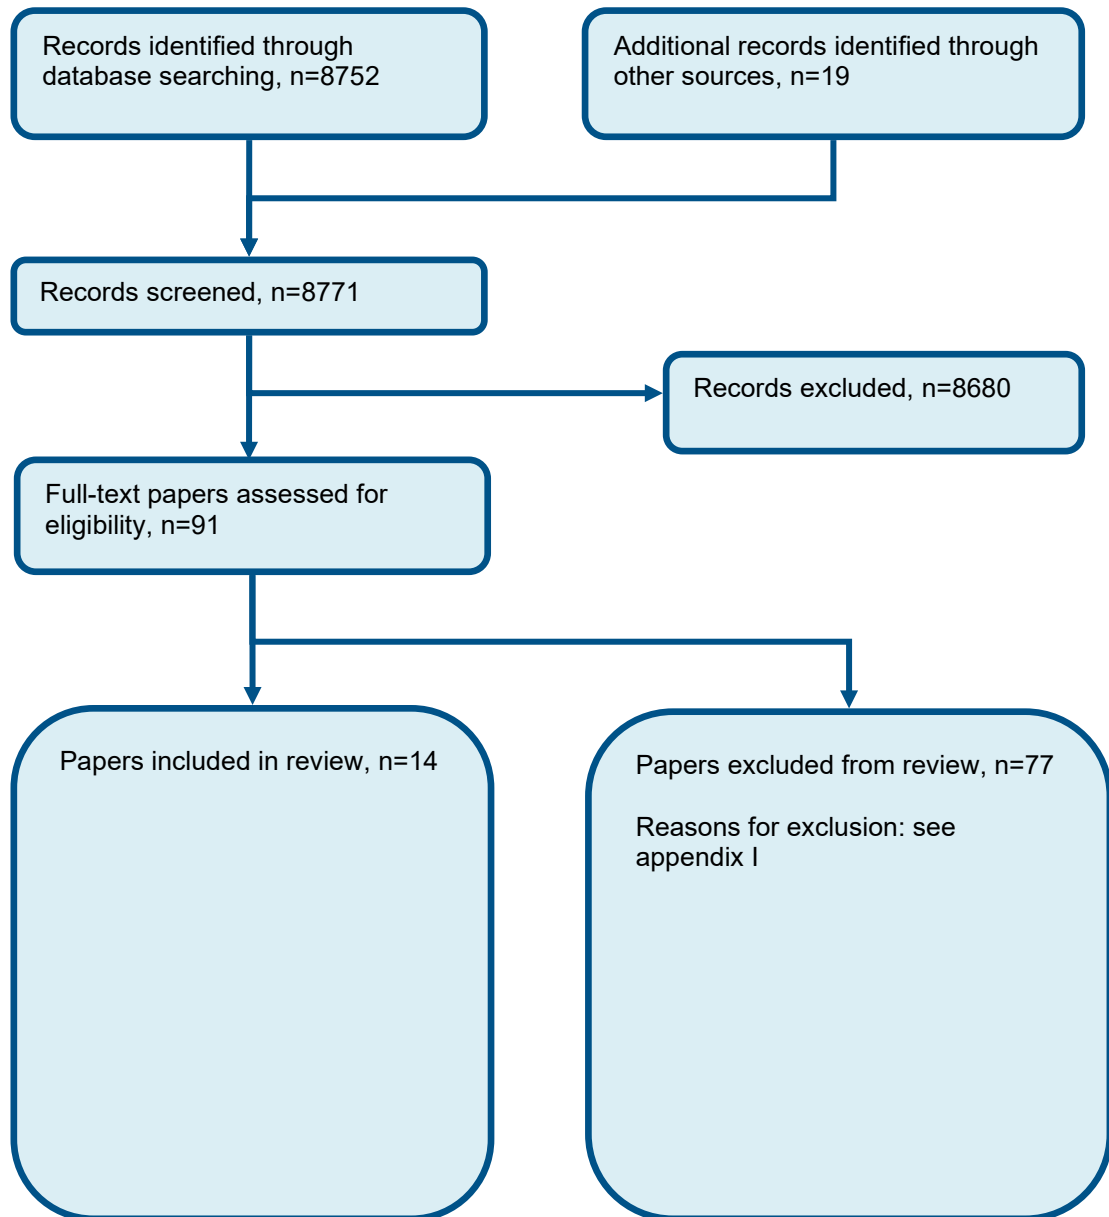 Records identified through
database searching, n=8752
Additional records identified through
other sources, n=19
Records screened, n=8771
Records excluded, n=8680
Full-text papers assessed for
eligibility, n=91
Papers included in review, n=14
Papers excluded from review, n=77
Reasons for exclusion: see
appendix I